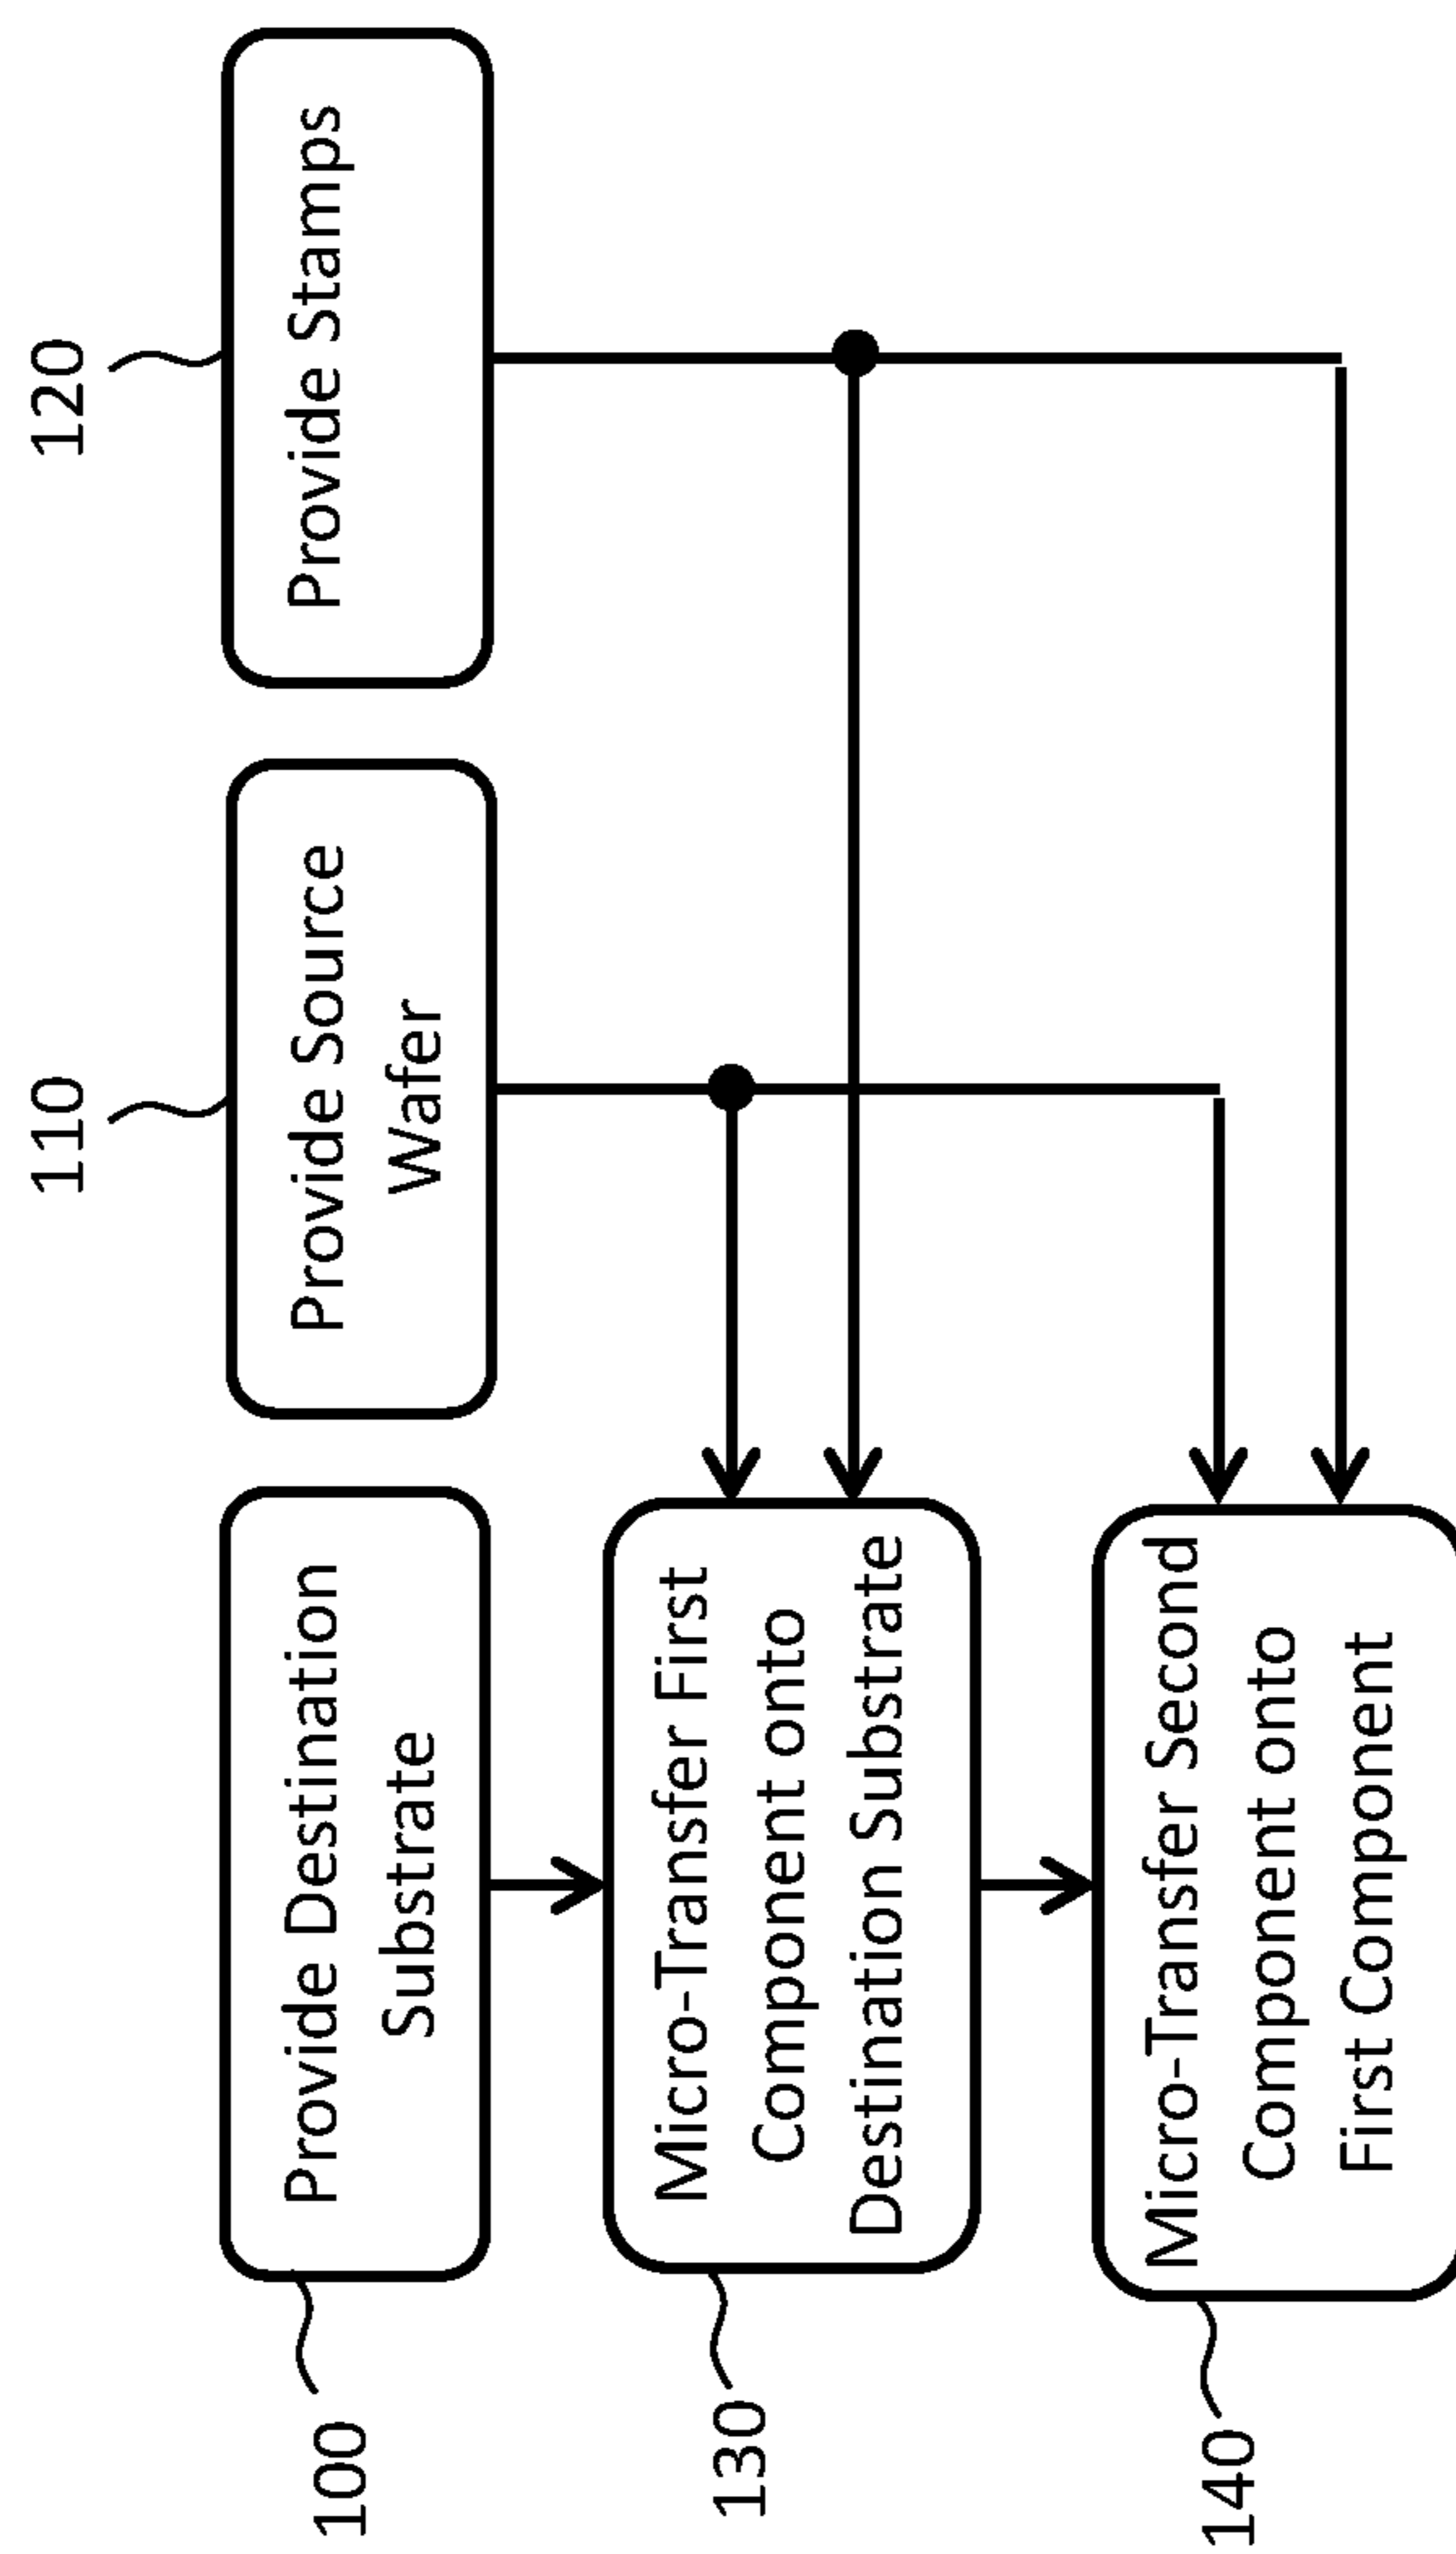 100
Provide Destination
Substrate
110
Provide Source
Wafer
120
Provide Stamps
130
Micro-Transfer First
Component onto
Destination Substrate
140
Micro-Transfer Second
Component onto
First Component